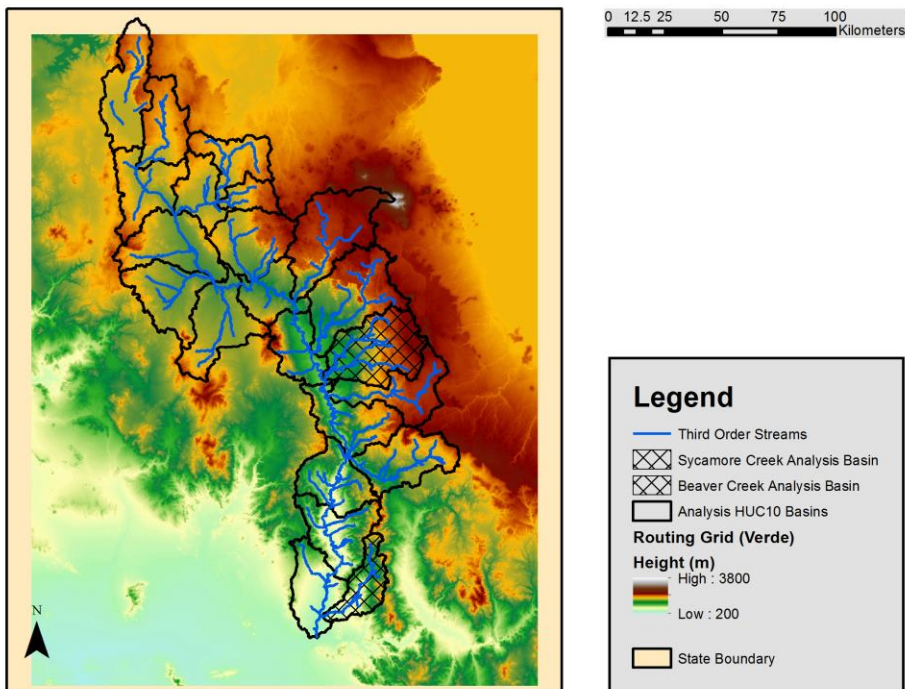 0 12.5 25 50 75 100
Kilometers
N
Legend
Third Order Streams
Sycamore Creek Analysis Basin
Beaver Creek Analysis Basin
Analysis HUC10 Basins
Routing Grid (Verde)
Height (m)
High : 3800
Low : 200
State Boundary